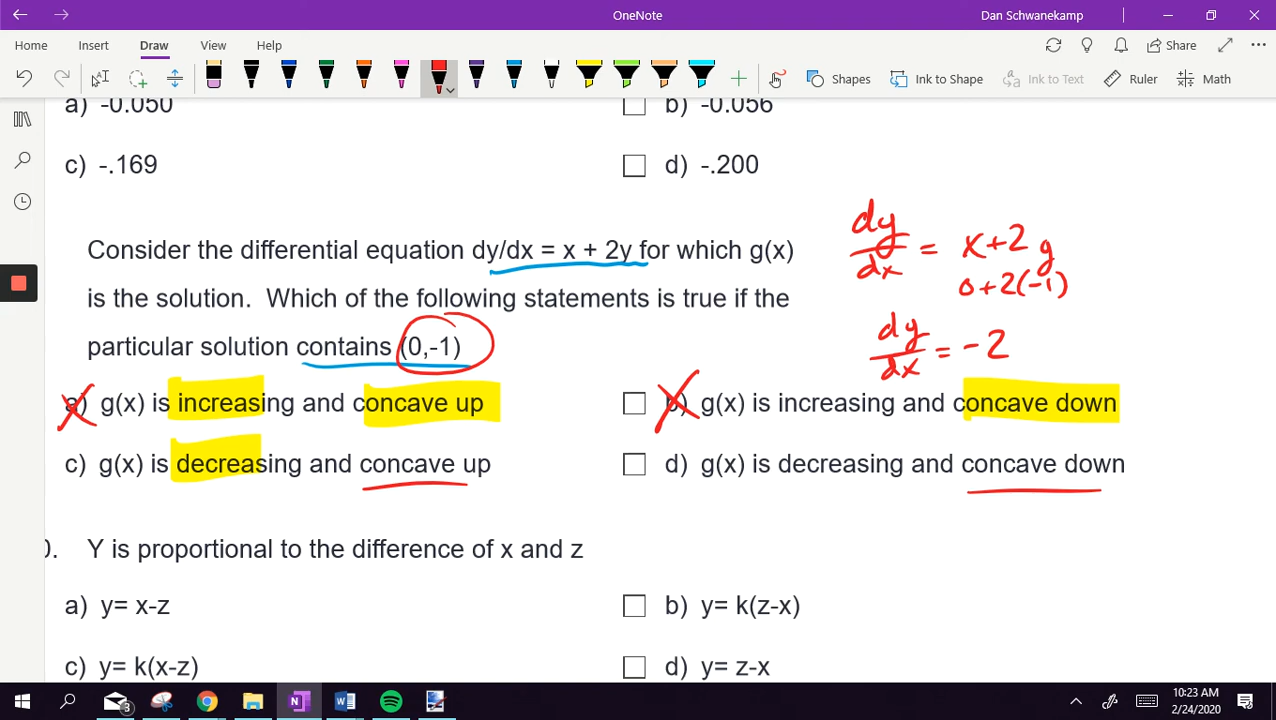 OneNote
Dan Schwanekamp
Home Insert Draw View Help
Share
Shapes Ink to Shape Ink to Text Ruler Math
a) -0.050 b) -0.056
c) -.169 d) -.200
Consider the differential equation dy/dx = x + 2y for which g(x)
is the solution. Which of the following statements is true if the
particular solution contains (0,-1)
dy/dx = x+2y
0+2(-1)
dy/dx = -2
a) g(x) is increasing and concave up b) g(x) is increasing and concave down
c) g(x) is decreasing and concave up d) g(x) is decreasing and concave down
0. Y is proportional to the difference of x and z
a) y= x-z b) y= k(z-x)
c) y= k(x-z) d) y= z-x
3
10:23 AM
2/24/2020